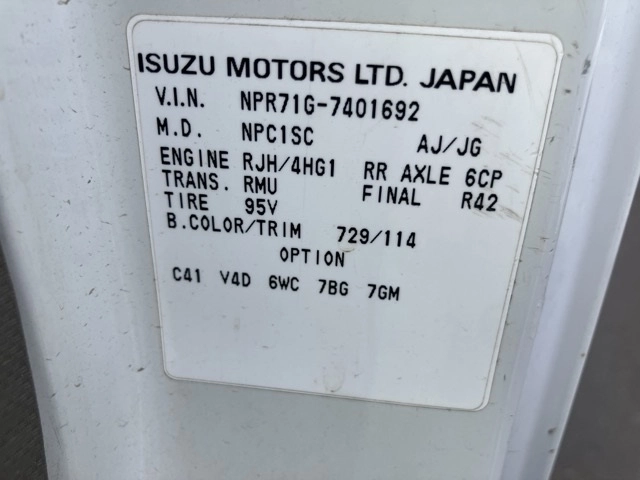 ISUZU MOTORS LTD. JAPAN
V.I.N. NPR71G-7401692
M.D. NPC1SC AJ/JG
ENGINE RJH/4HG1 RR AXLE 6CP
TRANS. RMU FINAL R42
TIRE 95V
B.COLOR/TRIM 729/114
OPTION
C41 V4D 6WC 7BG 7GM